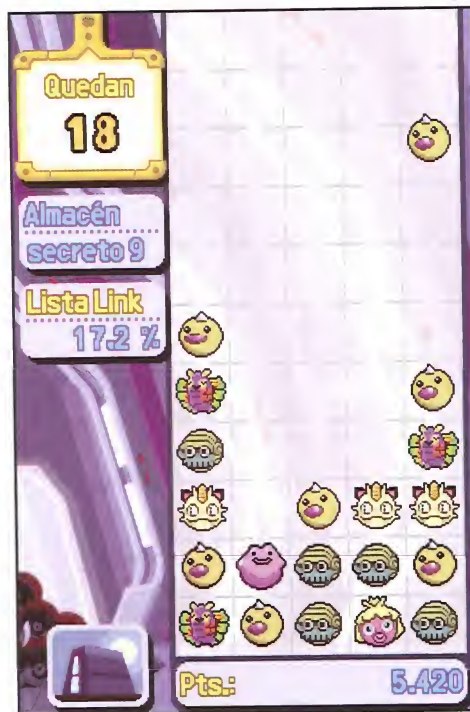 Quedan
18
Almacén
secreto 9
Lista Link
17.2 %
Pts.: 5.420